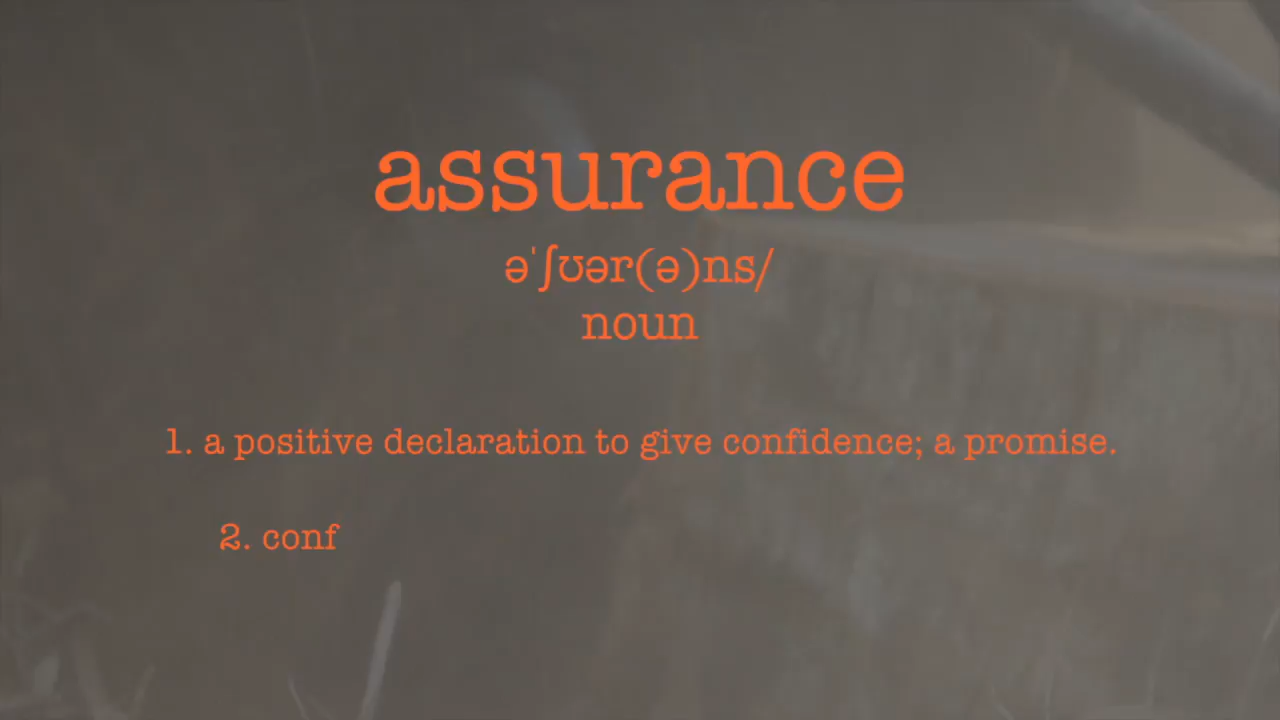 assurance
əˈʃʊər(ə)ns/
noun
1. a positive declaration to give confidence; a promise.
2. conf